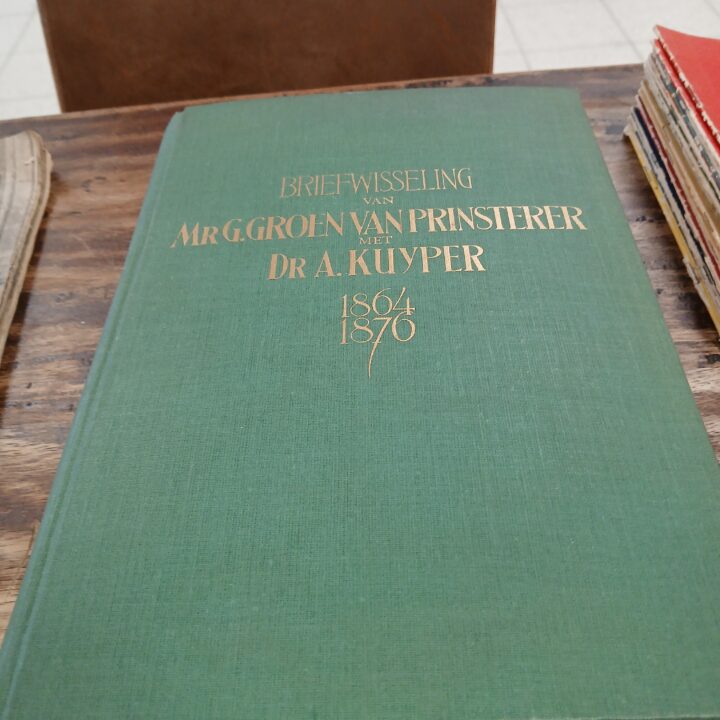 BRIEFWISSELING
VAN
MR G. GROEN VAN PRINSTERER
MET
DR A. KUYPER
1864
1876